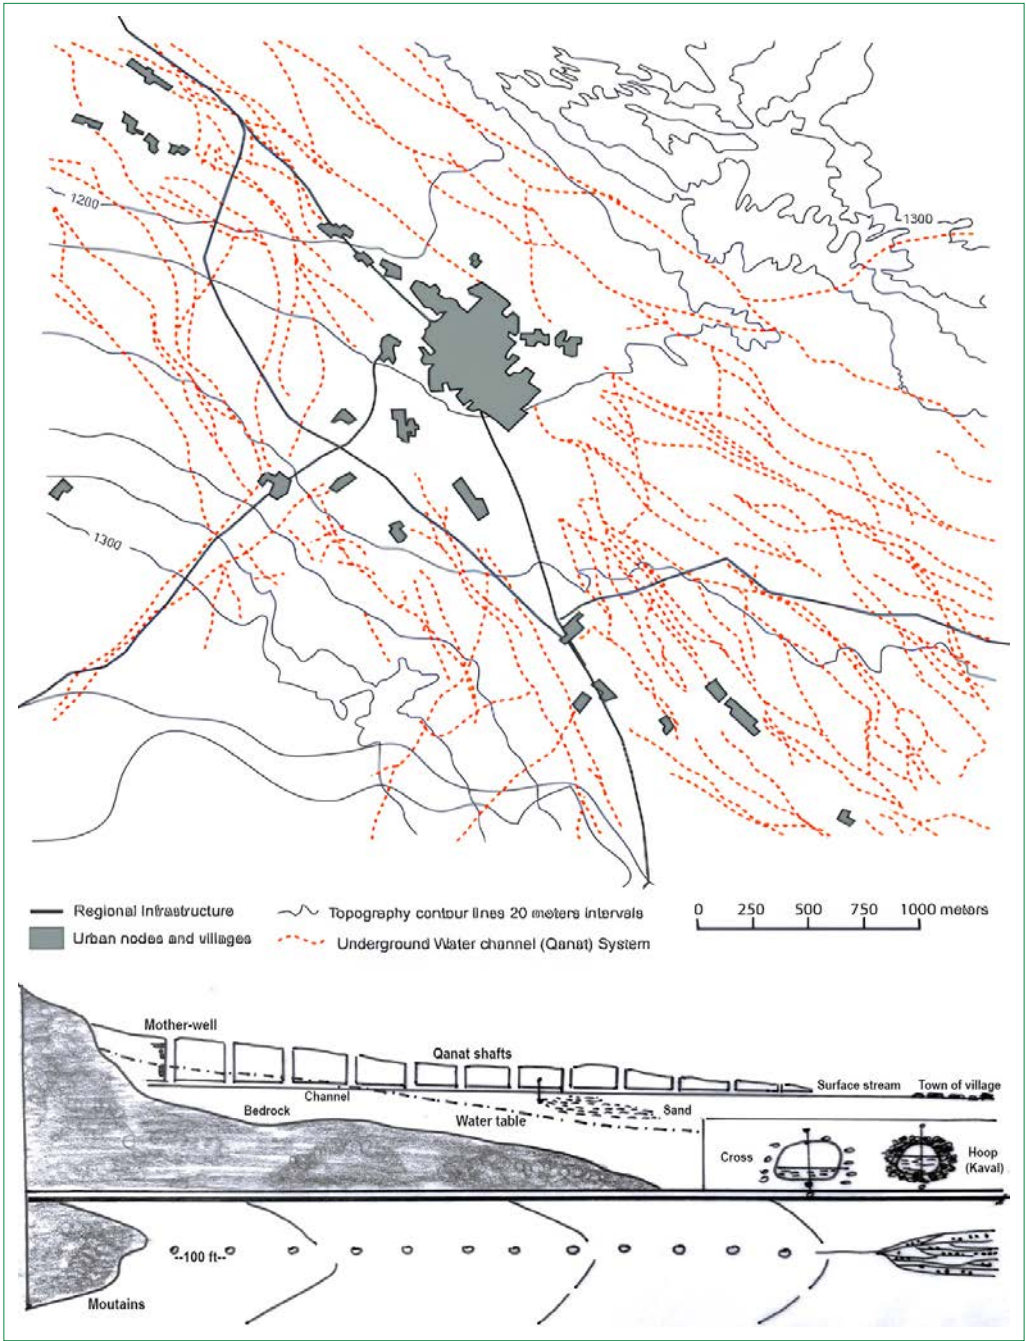 1200
1300
1300
Regional Infrastructure
Topography contour lines 20 meters intervals
Urban nodes and villages
Underground Water channel (Qanat) System
0 250 500 750 1000 meters
Mother-well
Qanat shafts
Surface stream
Town of village
Channel
Bedrock
Water table
Sand
Cross
Hoop
(Kaval)
--100 ft--
Moutains